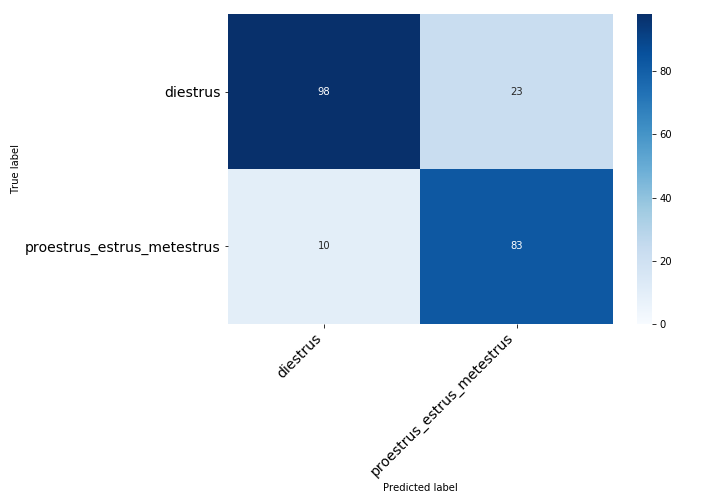 True label
diestrus
98
23
proestrus_estrus_metestrus
10
83
diestrus
proestrus_estrus_metestrus
Predicted label
80
60
40
20
0